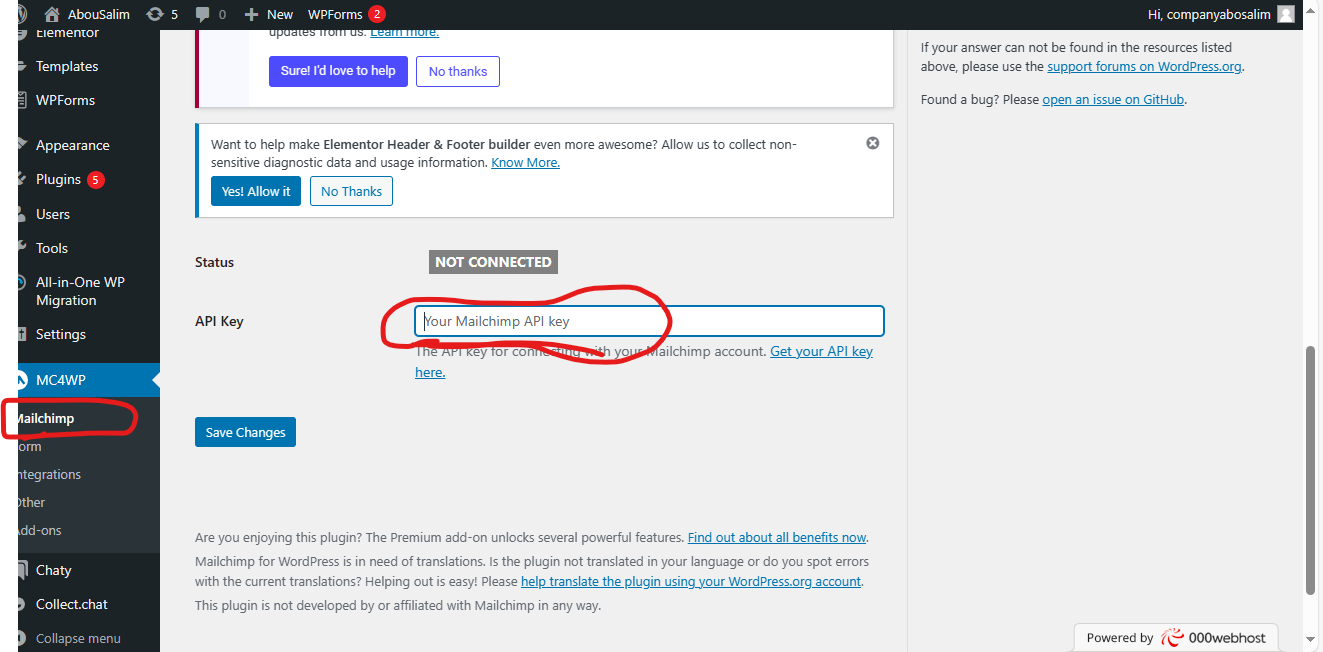 AbouSalim 5 0 New WPForms 2 Hi, companyabosalim
Elementor
Templates
WPForms
Appearance
Plugins 5
Users
Tools
All-in-One WP
Migration
Settings
MC4WP
Mailchimp
orm
ntegrations
Other
Add-ons
Chaty
Collect.chat
Collapse menu
updates from us. Learn more.
Sure! I'd love to help No thanks
Want to help make Elementor Header & Footer builder even more awesome? Allow us to collect non-
sensitive diagnostic data and usage information. Know More.
Yes! Allow it No Thanks
Status NOT CONNECTED
API Key Your Mailchimp API key
The API key for connecting with your Mailchimp account. Get your API key
here.
Save Changes
Are you enjoying this plugin? The Premium add-on unlocks several powerful features. Find out about all benefits now.
Mailchimp for WordPress is in need of translations. Is the plugin not translated in your language or do you spot errors
with the current translations? Helping out is easy! Please help translate the plugin using your WordPress.org account.
This plugin is not developed by or affiliated with Mailchimp in any way.
If your answer can not be found in the resources listed
above, please use the support forums on WordPress.org.
Found a bug? Please open an issue on GitHub.
Powered by 000webhost